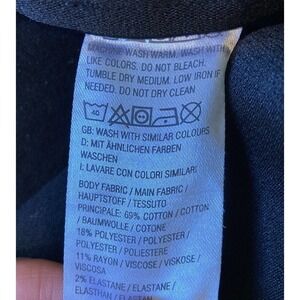 MACHINE WASH WARM. WASH WITH
LIKE COLORS. DO NOT BLEACH.
TUMBLE DRY MEDIUM. LOW IRON IF
NEEDED. DO NOT DRY CLEAN
40
GB: WASH WITH SIMILAR COLOURS
D: MIT ÄHNLICHEN FARBEN
WASCHEN
I: LAVARE CON COLORI SIMILARI
BODY FABRIC / MAIN FABRIC /
HAUPTSTOFF / TESSUTO
PRINCIPALE: 69% COTTON / COTTON
/ BAUMWOLLE / COTONE
18% POLYESTER / POLYESTER /
POLYESTER / POLIESTERE
11% RAYON / VISCOSE / VISKOSE /
VISCOSA
2% ELASTANE / ELASTANE /
ELASTHAN / ELASTAN